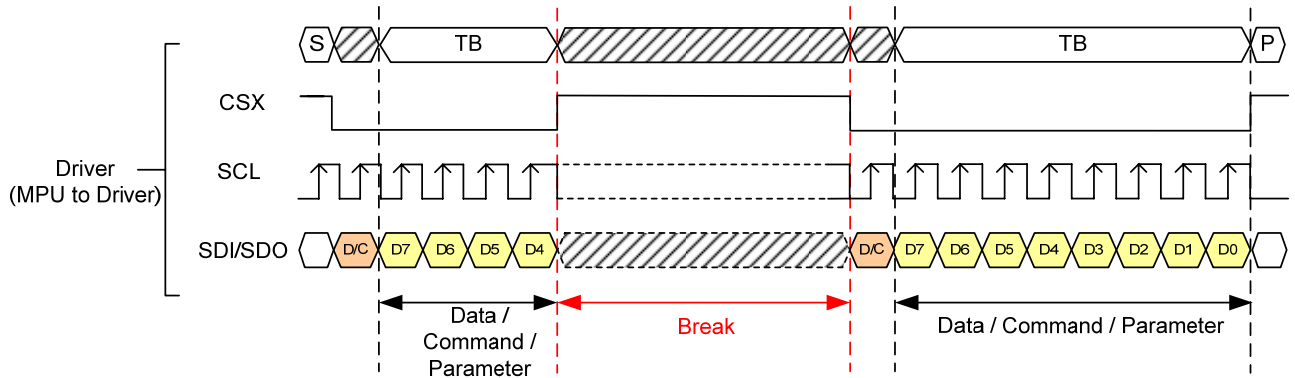 S TB TB P
CSX
Driver
(MPU to Driver)
SCL
SDI/SDO D/C D7 D6 D5 D4 D/C D7 D6 D5 D4 D3 D2 D1 D0
Data /
Command /
Parameter
Break
Data / Command / Parameter